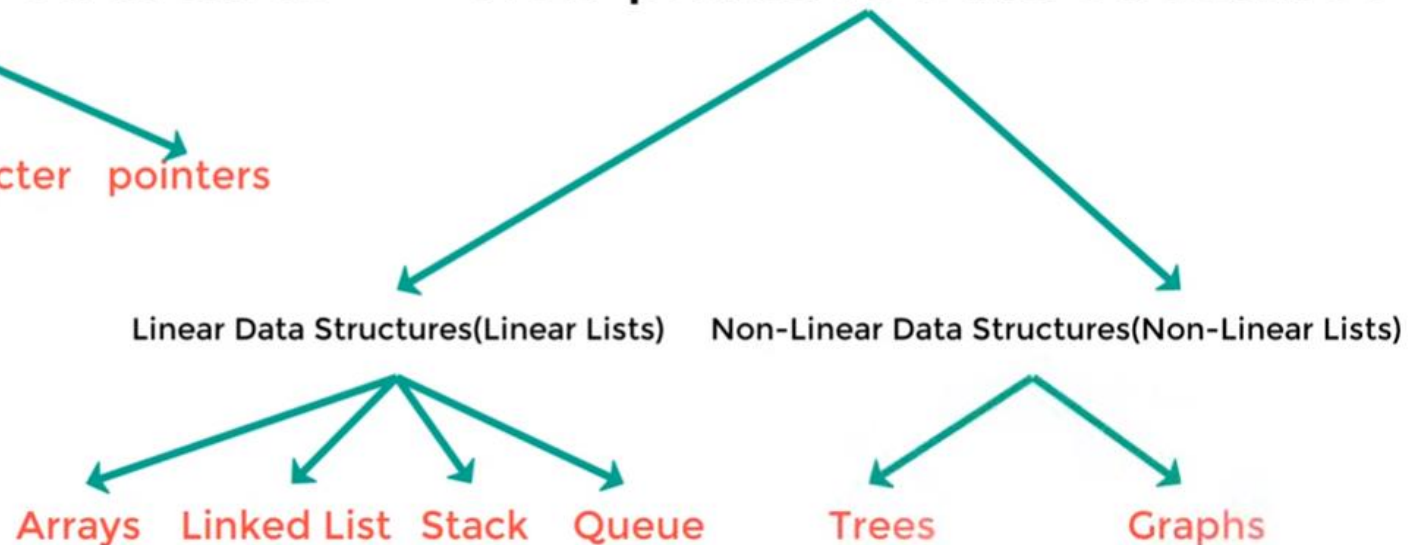 pointers
Linear Data Structures(Linear Lists) Non-Linear Data Structures(Non-Linear Lists)
Arrays Linked List Stack Queue Trees Graphs